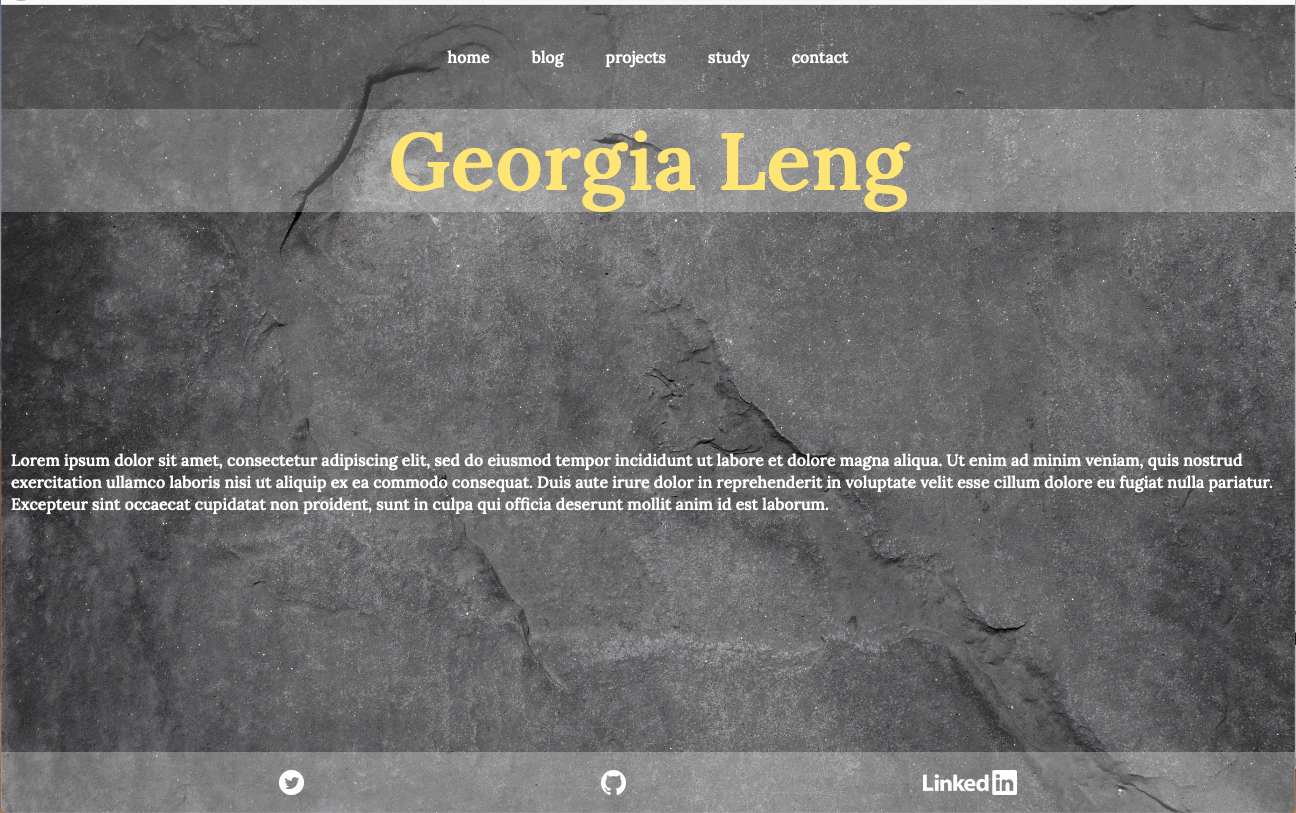 home blog projects study contact
Georgia Leng
Lorem ipsum dolor sit amet, consectetur adipiscing elit, sed do eiusmod tempor incididunt ut labore et dolore magna aliqua. Ut enim ad minim veniam, quis nostrud
exercitation ullamco laboris nisi ut aliquip ex ea commodo consequat. Duis aute irure dolor in reprehenderit in voluptate velit esse cillum dolore eu fugiat nulla pariatur.
Excepteur sint occaecat cupidatat non proident, sunt in culpa qui officia deserunt mollit anim id est laborum.
Linked in